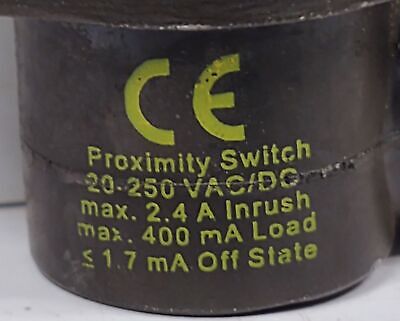 CE
Proximity Switch
20-250 VAC/DC
max. 2.4 A Inrush
max. 400 mA Load
≤ 1.7 mA Off State